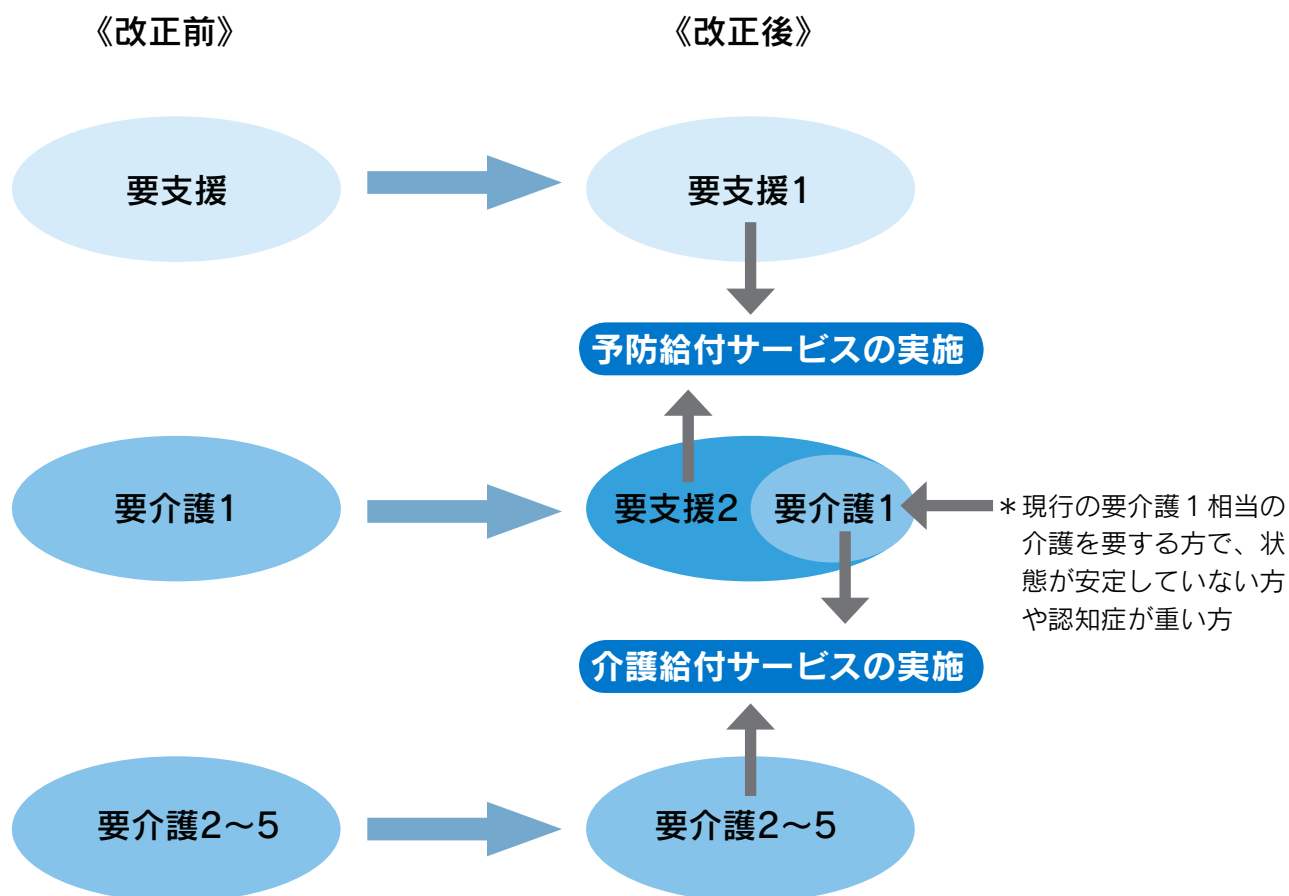 《改正前》
《改正後》
要支援
要支援1
予防給付サービスの実施
要介護1
要支援2
要介護1
＊現行の要介護１相当の
介護を要する方で、状
態が安定していない方
や認知症が重い方
介護給付サービスの実施
要介護2〜5
要介護2〜5